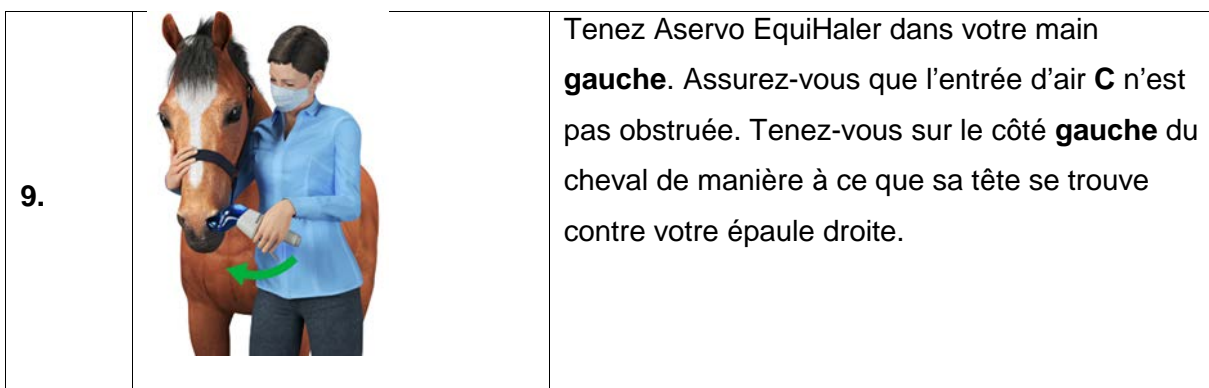 Tenez Aservo EquiHaler dans votre main
gauche. Assurez-vous que l’entrée d’air C n’est
pas obstruée. Tenez-vous sur le côté gauche du
cheval de manière à ce que sa tête se trouve
contre votre épaule droite.
9.